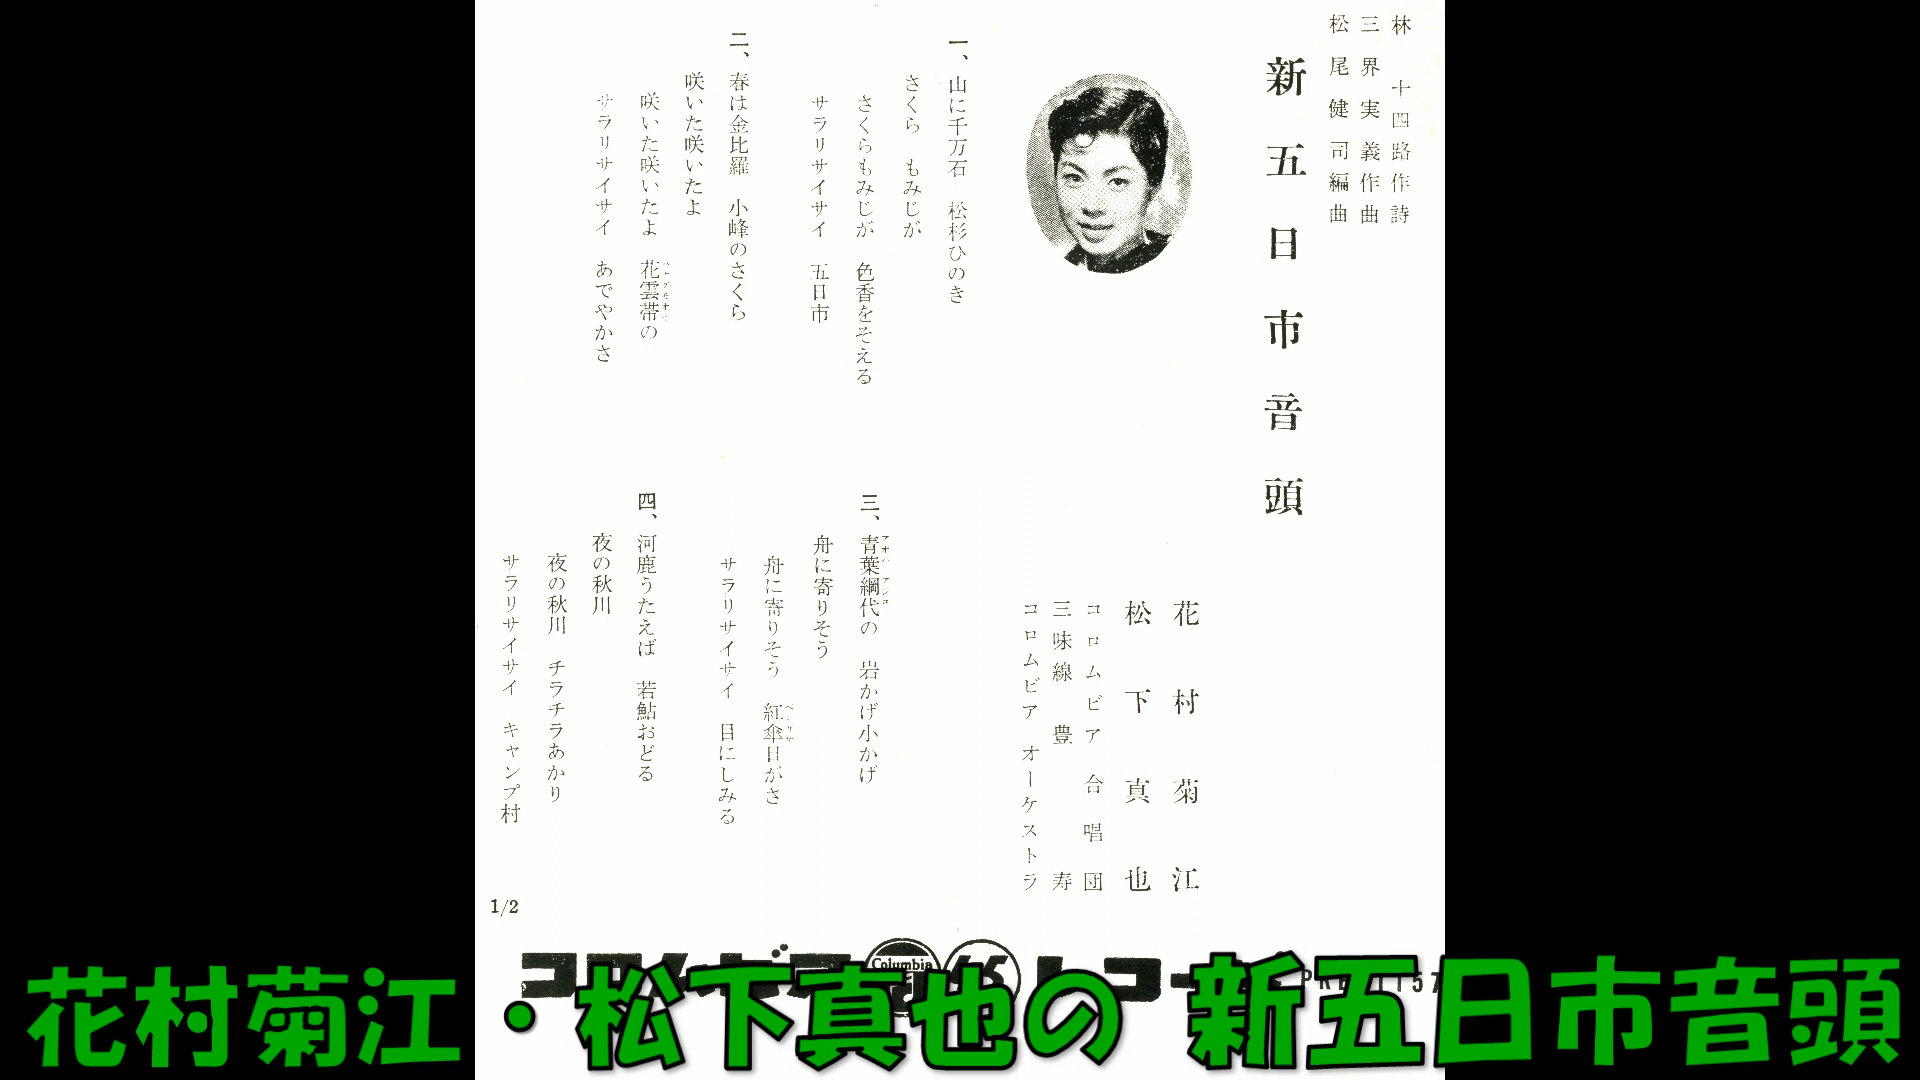 林 十四路作詩
三界実義作曲
松尾健司編曲
新五日市音頭
花村菊江
松下真也
コロムビア合唱団
三味線 豊寿
コロムビア オーケストラ
一、山に千万石 松杉ひのき
さくら もみじが
さくらもみじが 色香をそえる
サラリサイサイ 五日市
二、春は金比羅 小峰のさくら
咲いた咲いたよ
咲いた咲いたよ 花雲帯の
サラリサイサイ あでやかさ
三、青葉綱代の 岩かげ小かげ
舟に寄りそう
舟に寄りそう 紅傘日がさ
サラリサイサイ 目にしみる
四、河鹿うたえば 若鮎おどる
夜の秋川
夜の秋川 チラチラあかり
サラリサイサイ キャンプ村
1/2
Columbia
花村菊江・松下真也の 新五日市音頭